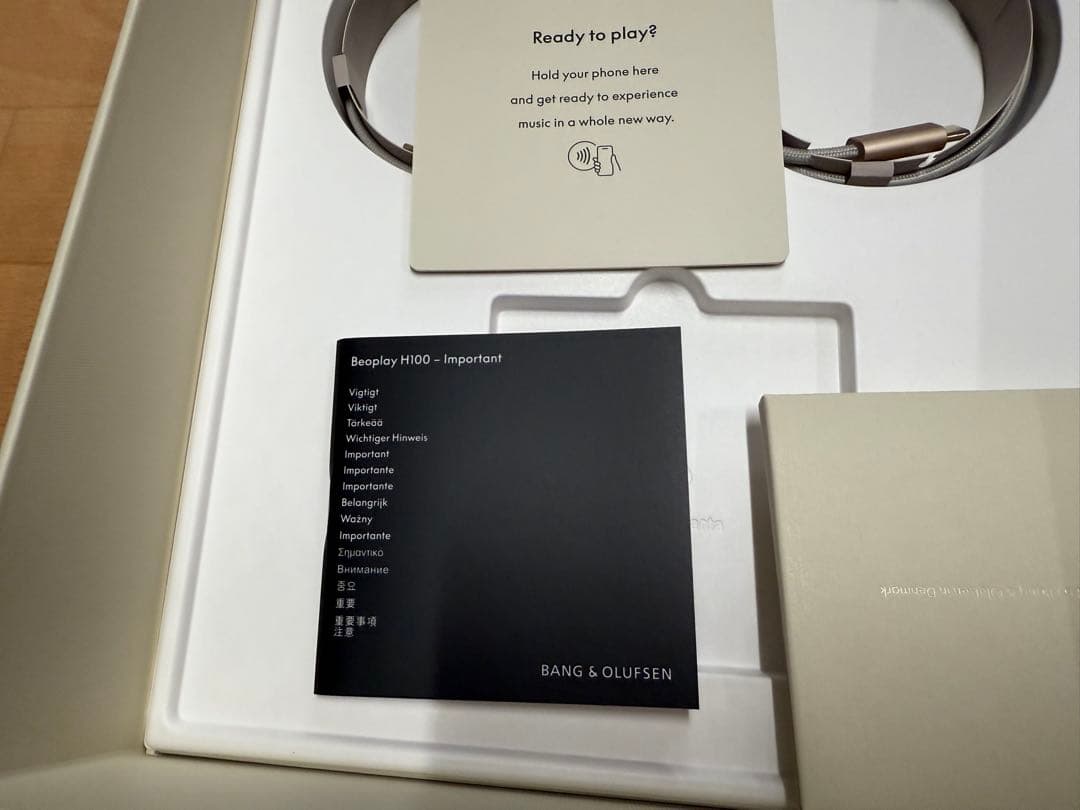 Ready to play?
Hold your phone here
and get ready to experience
music in a whole new way.
Beoplay H100 – Important
Vigtigt
Viktigt
Tärkeää
Wichtiger Hinweis
Important
Importante
Importante
Belangrijk
Ważny
Importante
Σημαντικό
Внимание
중요
重要
重要事項
注意
BANG & OLUFSEN
in Denmark